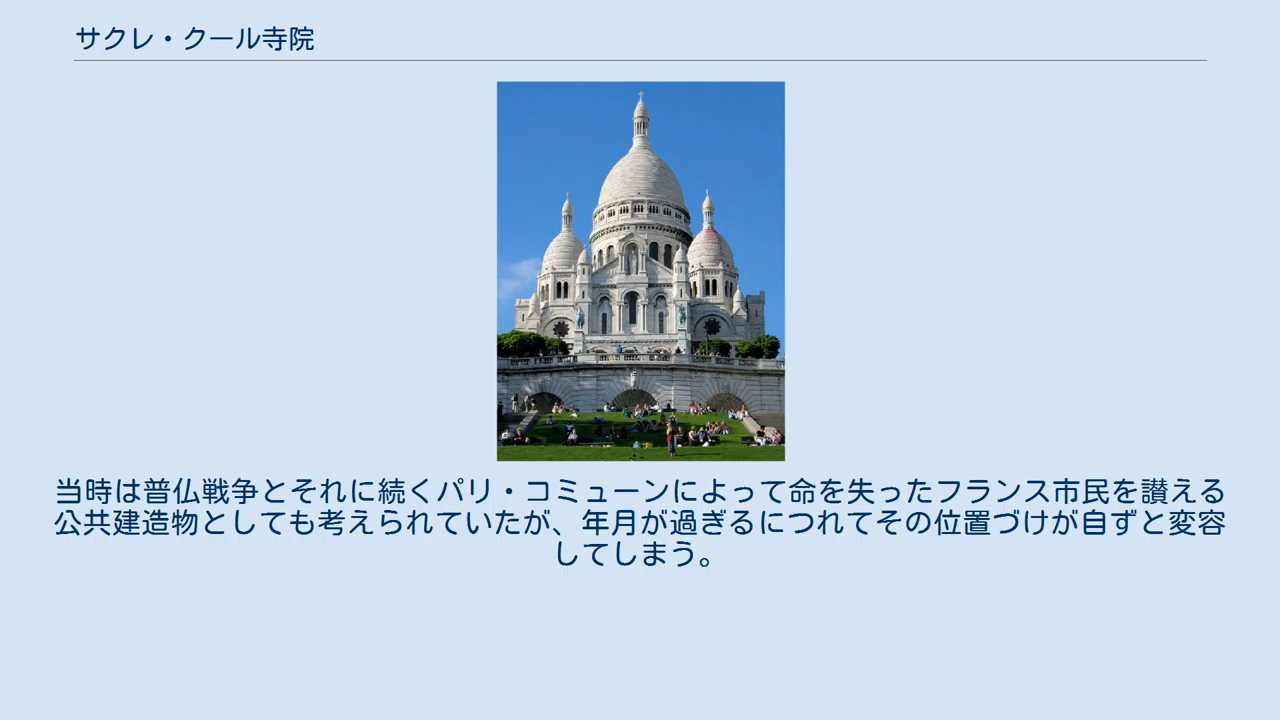 サクレ・クール寺院
当時は普仏戦争とそれに続くパリ・コミューンによって命を失ったフランス市民を讃える
公共建造物としても考えられていたが、年月が過ぎるにつれてその位置づけが自ずと変容
してしまう。